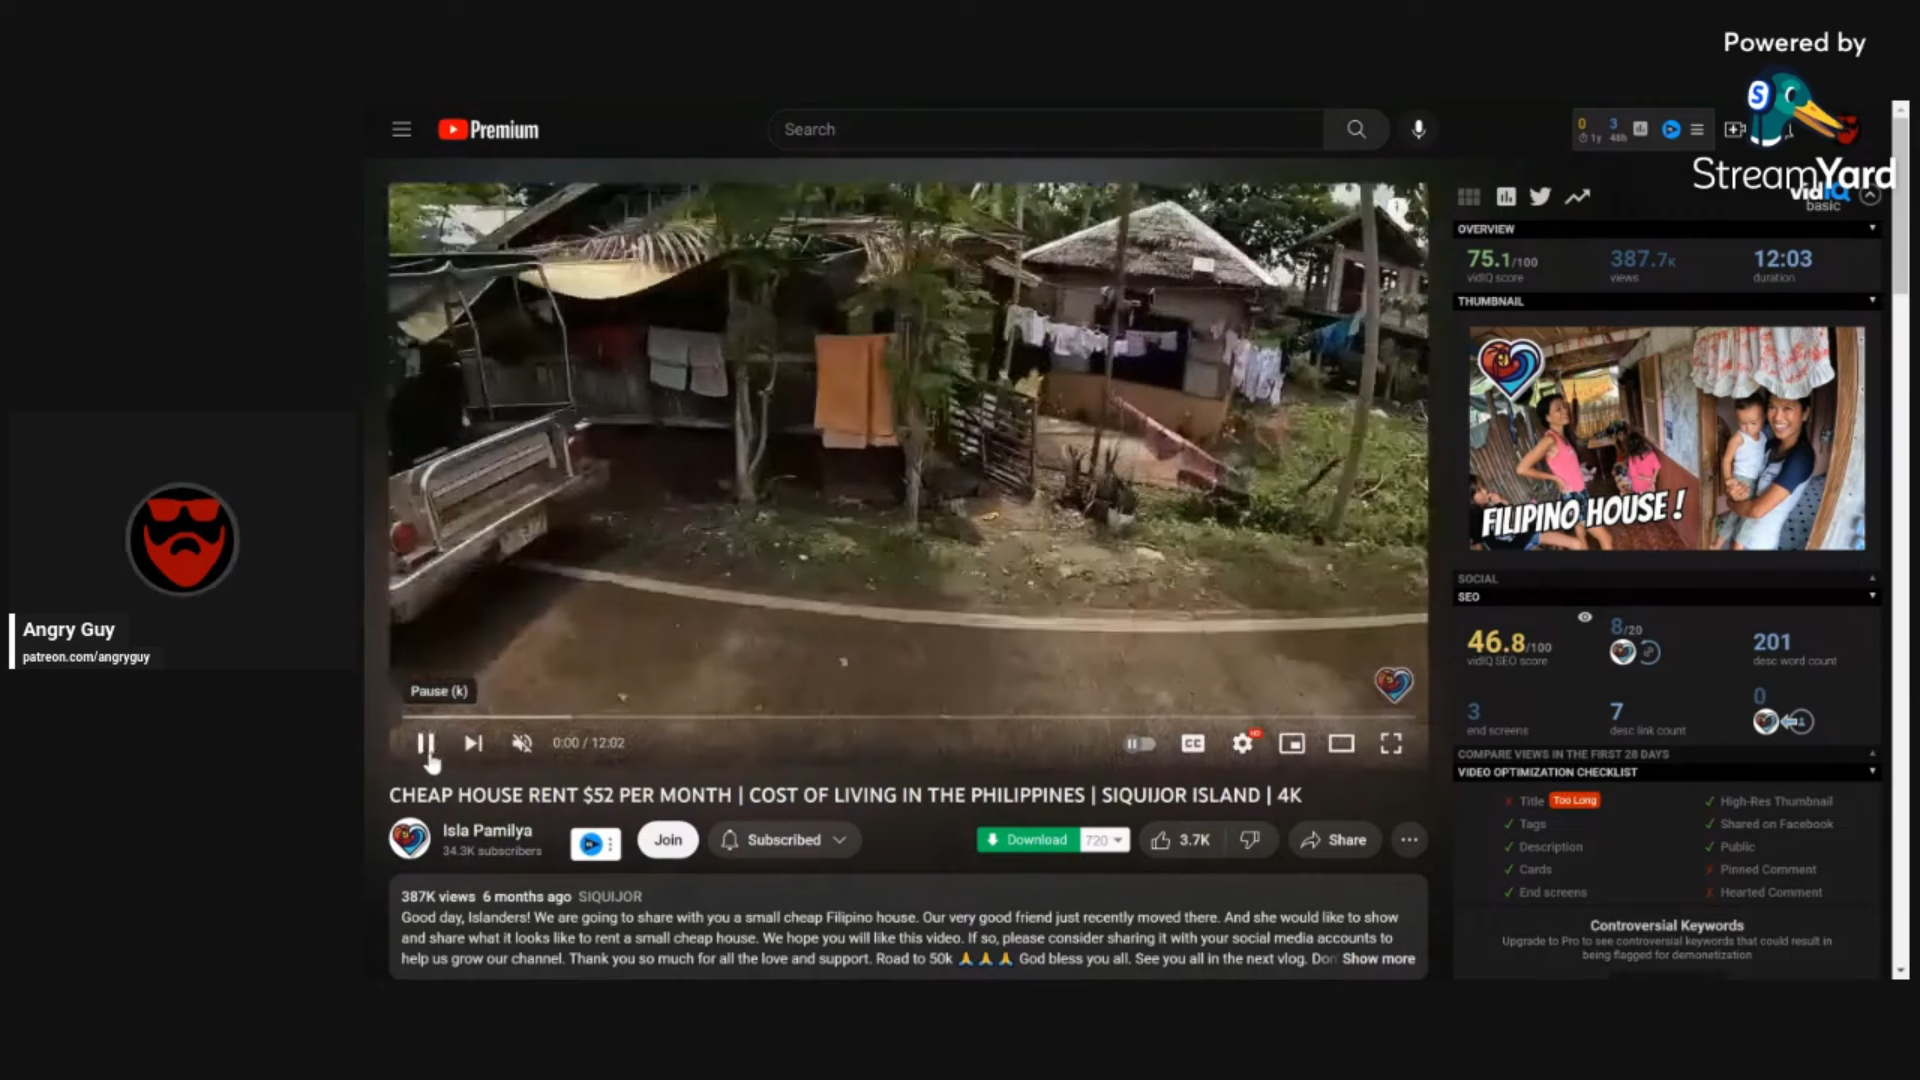 Powered by
StreamYard
Premium
Search
0
1y
3
48h
vidIQ
basic
OVERVIEW
75.1/100
vidIQ score
387.7K
views
12:03
duration
THUMBNAIL
FILIPINO HOUSE !
SOCIAL
SEO
46.8/100
vidIQ SEO score
8/20
201
desc word count
3
end screens
7
desc link count
0
COMPARE VIEWS IN THE FIRST 28 DAYS
VIDEO OPTIMIZATION CHECKLIST
Title Too Long
High-Res Thumbnail
Tags
Shared on Facebook
Description
Public
Cards
Pinned Comment
End screens
Hearted Comment
Controversial Keywords
Upgrade to Pro to see controversial keywords that could result in
being flagged for demonetization
Angry Guy
patreon.com/angryguy
Pause (k)
0:00 / 12:02
CC
HD
CHEAP HOUSE RENT $52 PER MONTH | COST OF LIVING IN THE PHILIPPINES | SIQUIJOR ISLAND | 4K
Isla Pamilya
34.3K subscribers
Join
Subscribed
Download
720
3.7K
Share
387K views 6 months ago SIQUIJOR
Good day, Islanders! We are going to share with you a small cheap Filipino house. Our very good friend just recently moved there. And she would like to show
and share what it looks like to rent a small cheap house. We hope you will like this video. If so, please consider sharing it with your social media accounts to
help us grow our channel. Thank you so much for all the love and support. Road to 50k 🙏 🙏 🙏 God bless you all. See you all in the next vlog. Don Show more